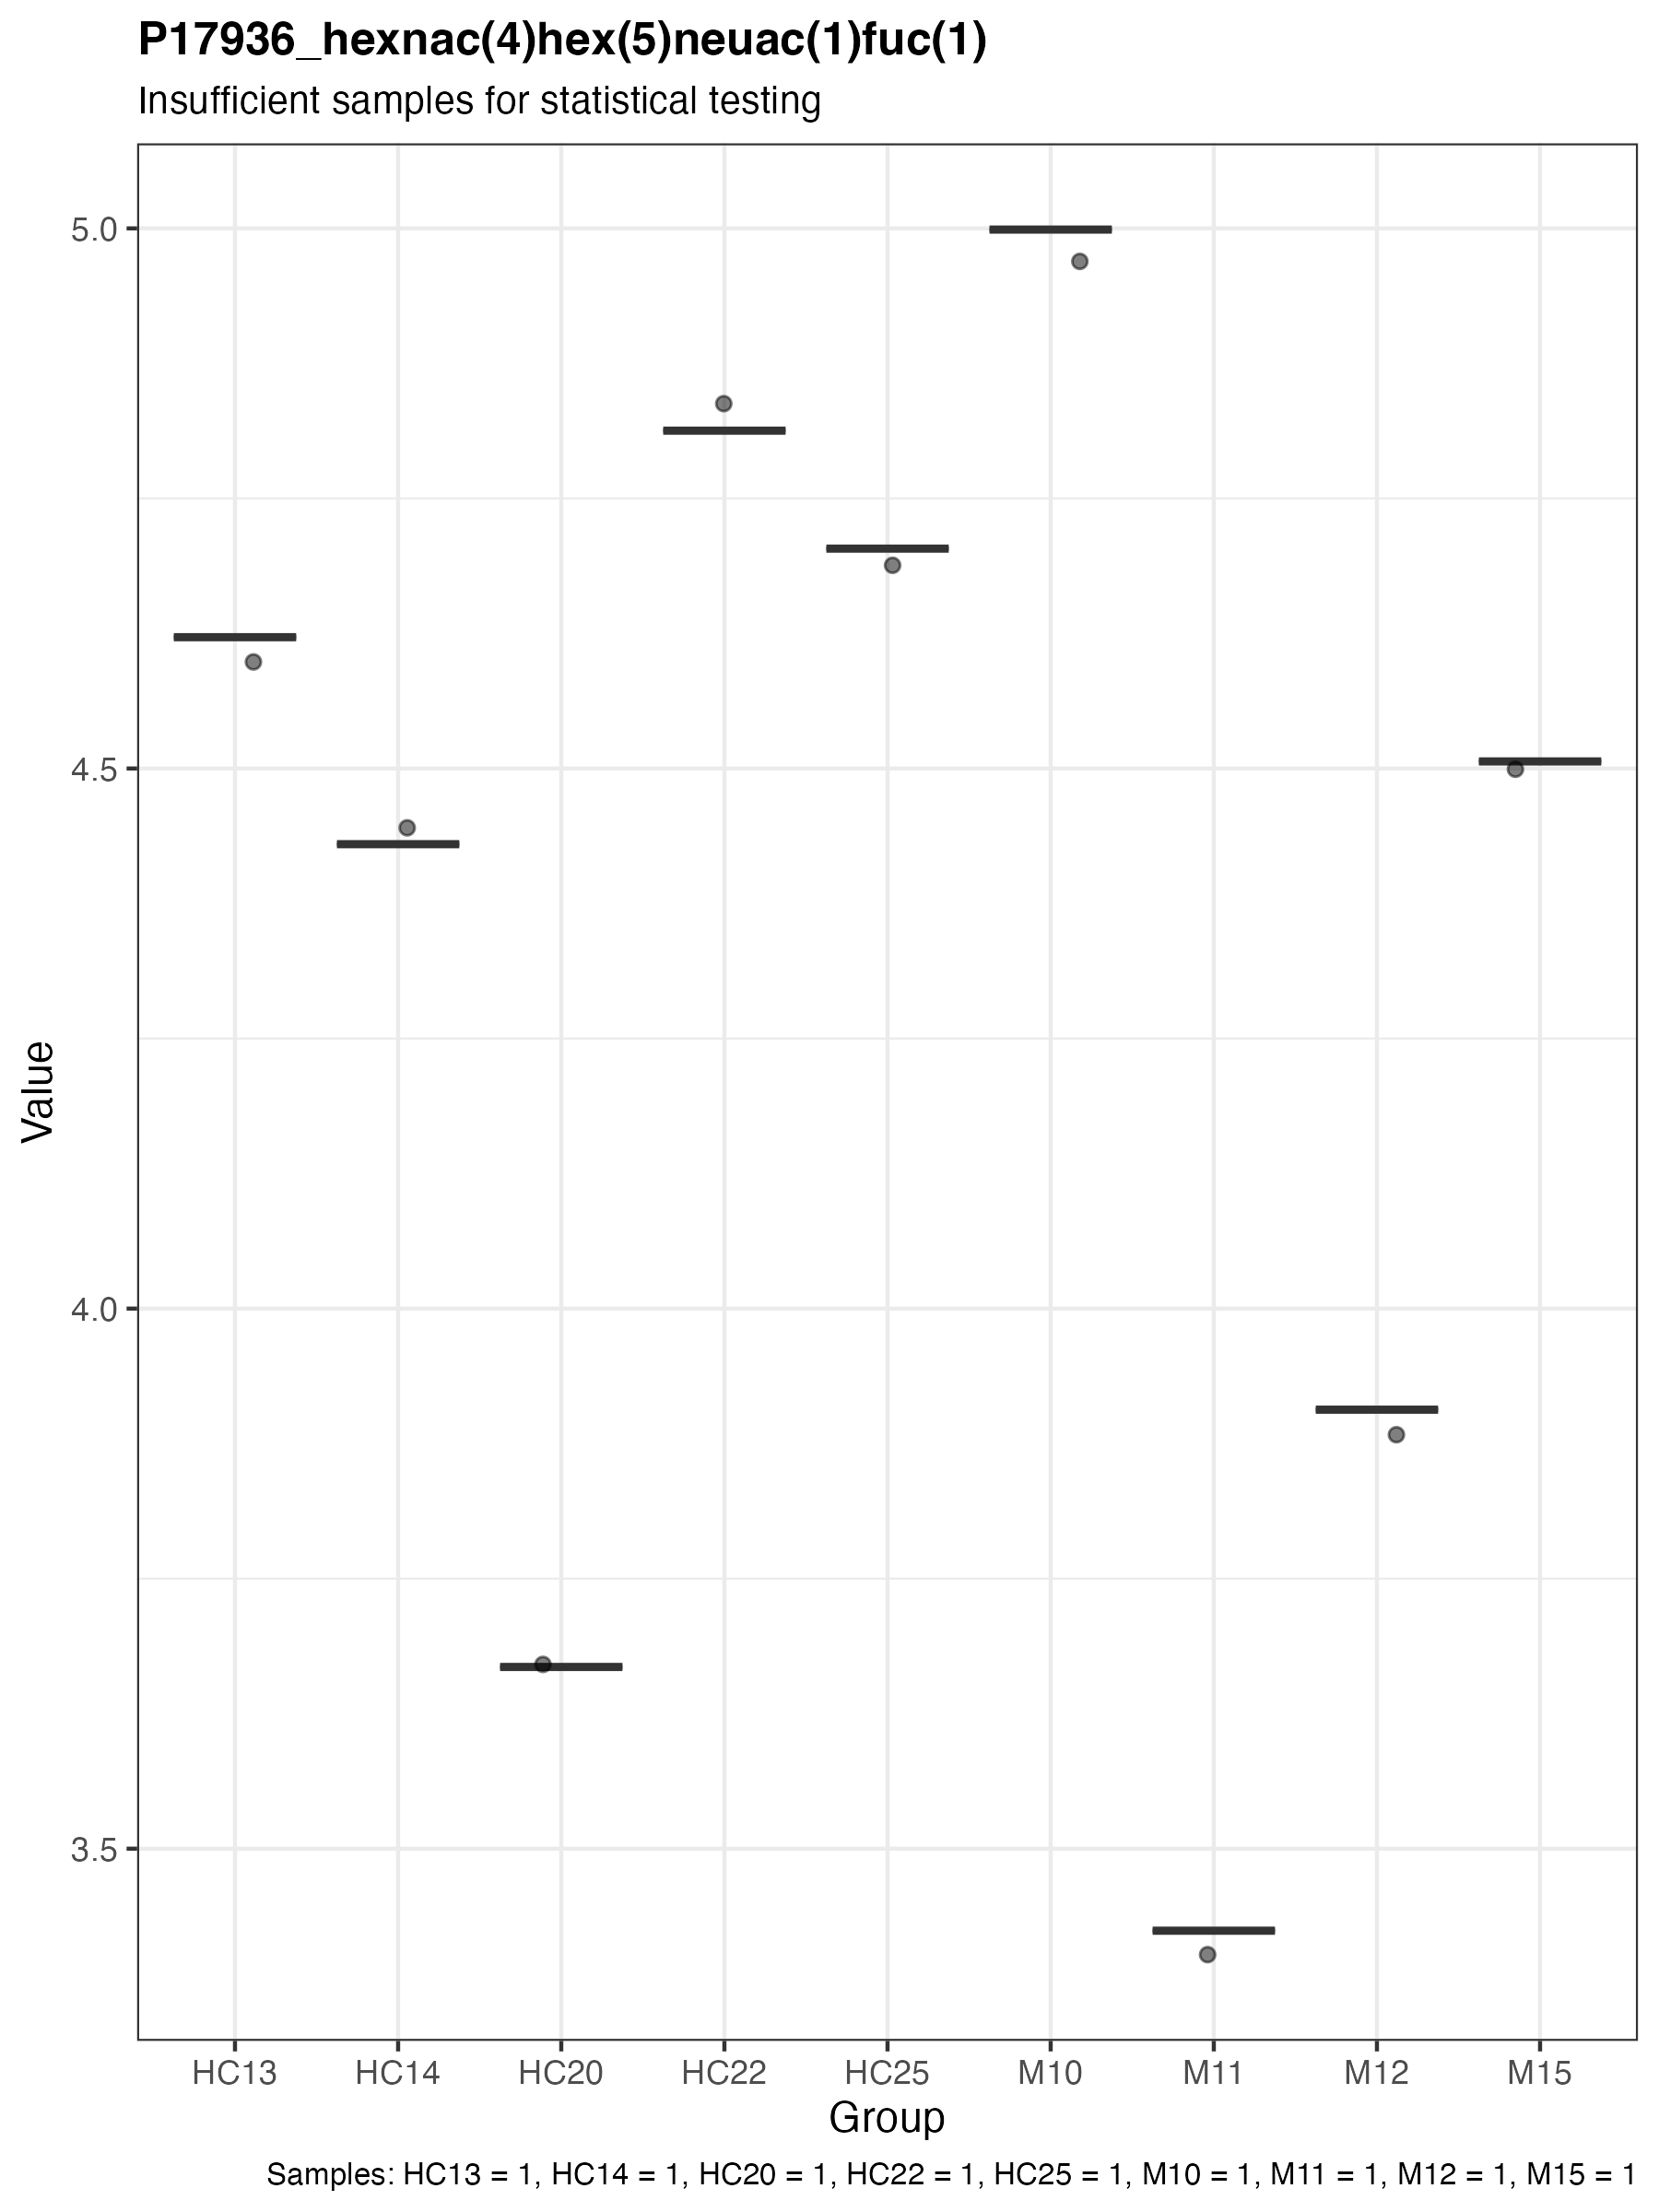 P17936_hexnac(4)hex(5)neuac(1)fuc(1)
Insufficient samples for statistical testing
5.0
4.5
4.0
3.5
Value
HC13 HC14 HC20 HC22 HC25 M10 M11 M12 M15
Group
Samples: HC13 = 1, HC14 = 1, HC20 = 1, HC22 = 1, HC25 = 1, M10 = 1, M11 = 1, M12 = 1, M15 = 1